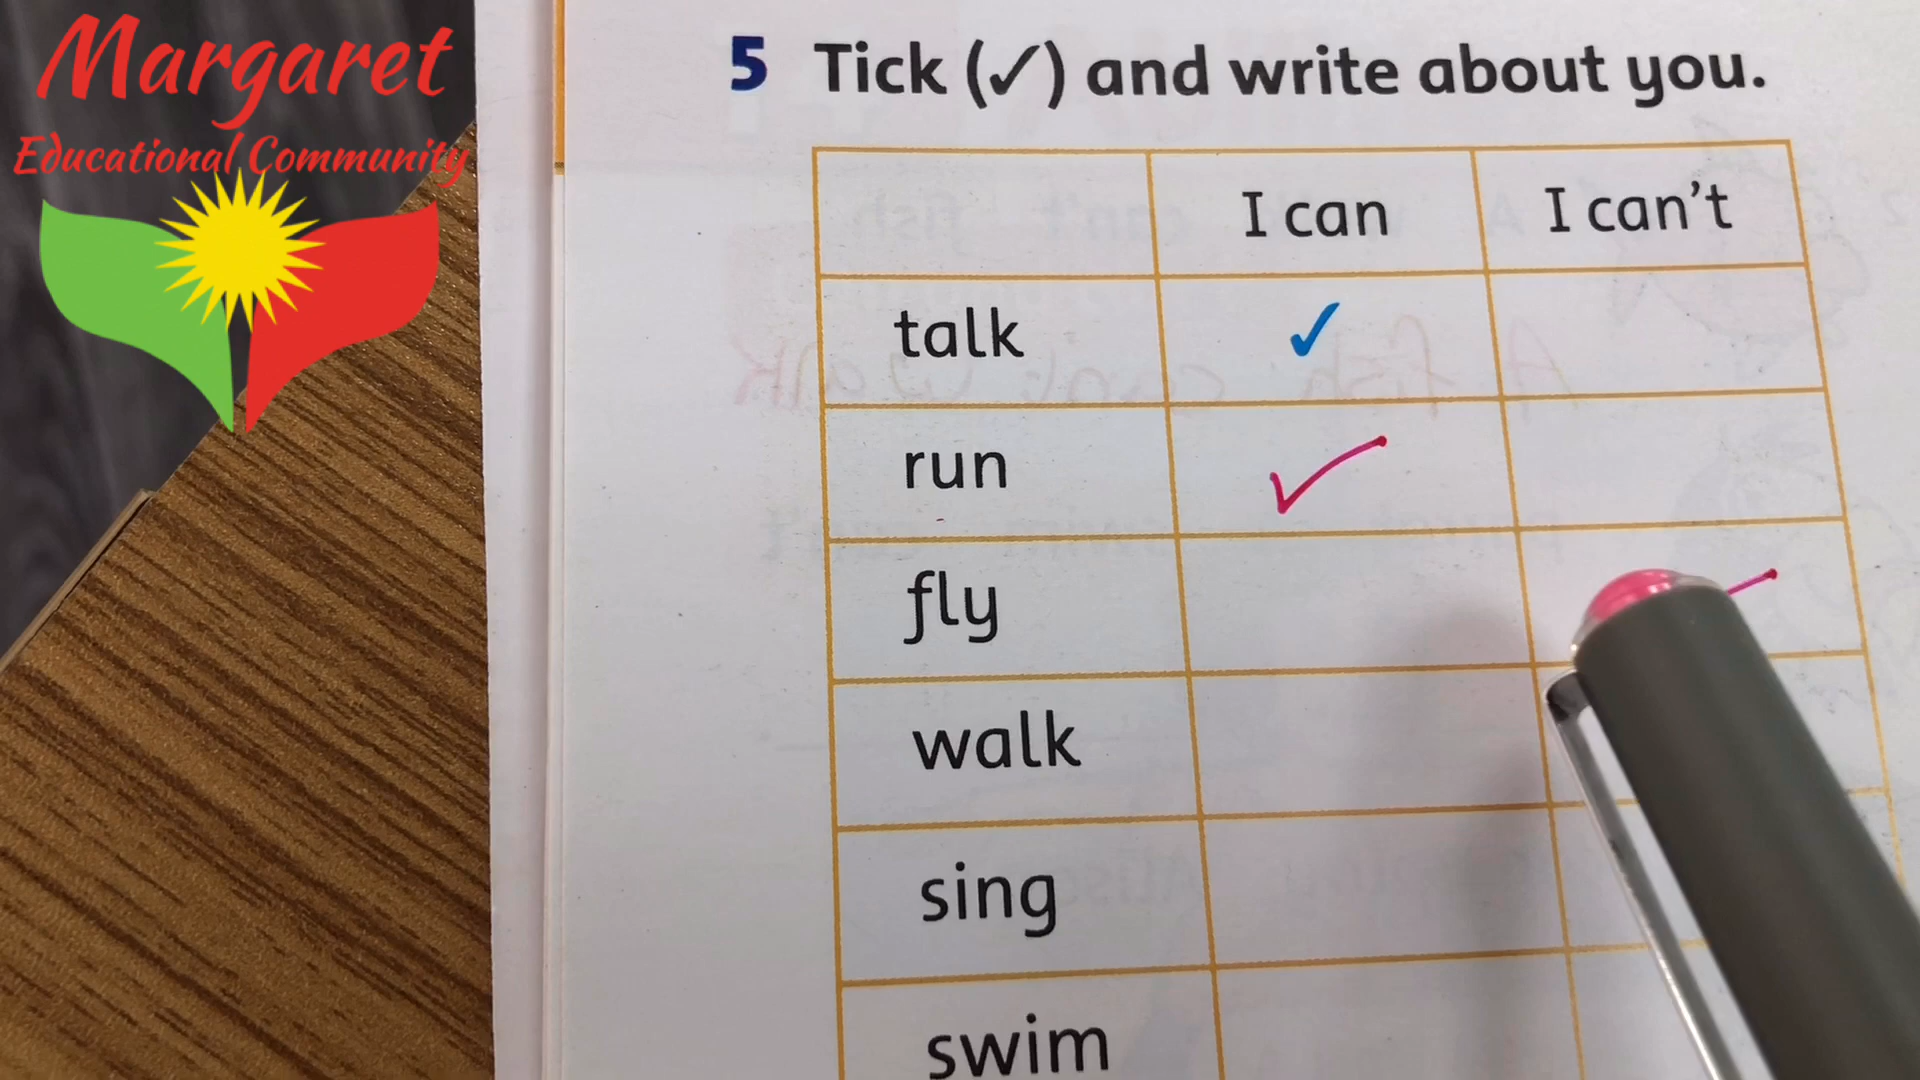 Margaret
Educational Community
5 Tick (✓) and write about you.
I can I can't
talk ✓
run ✓
fly
walk
sing
swim